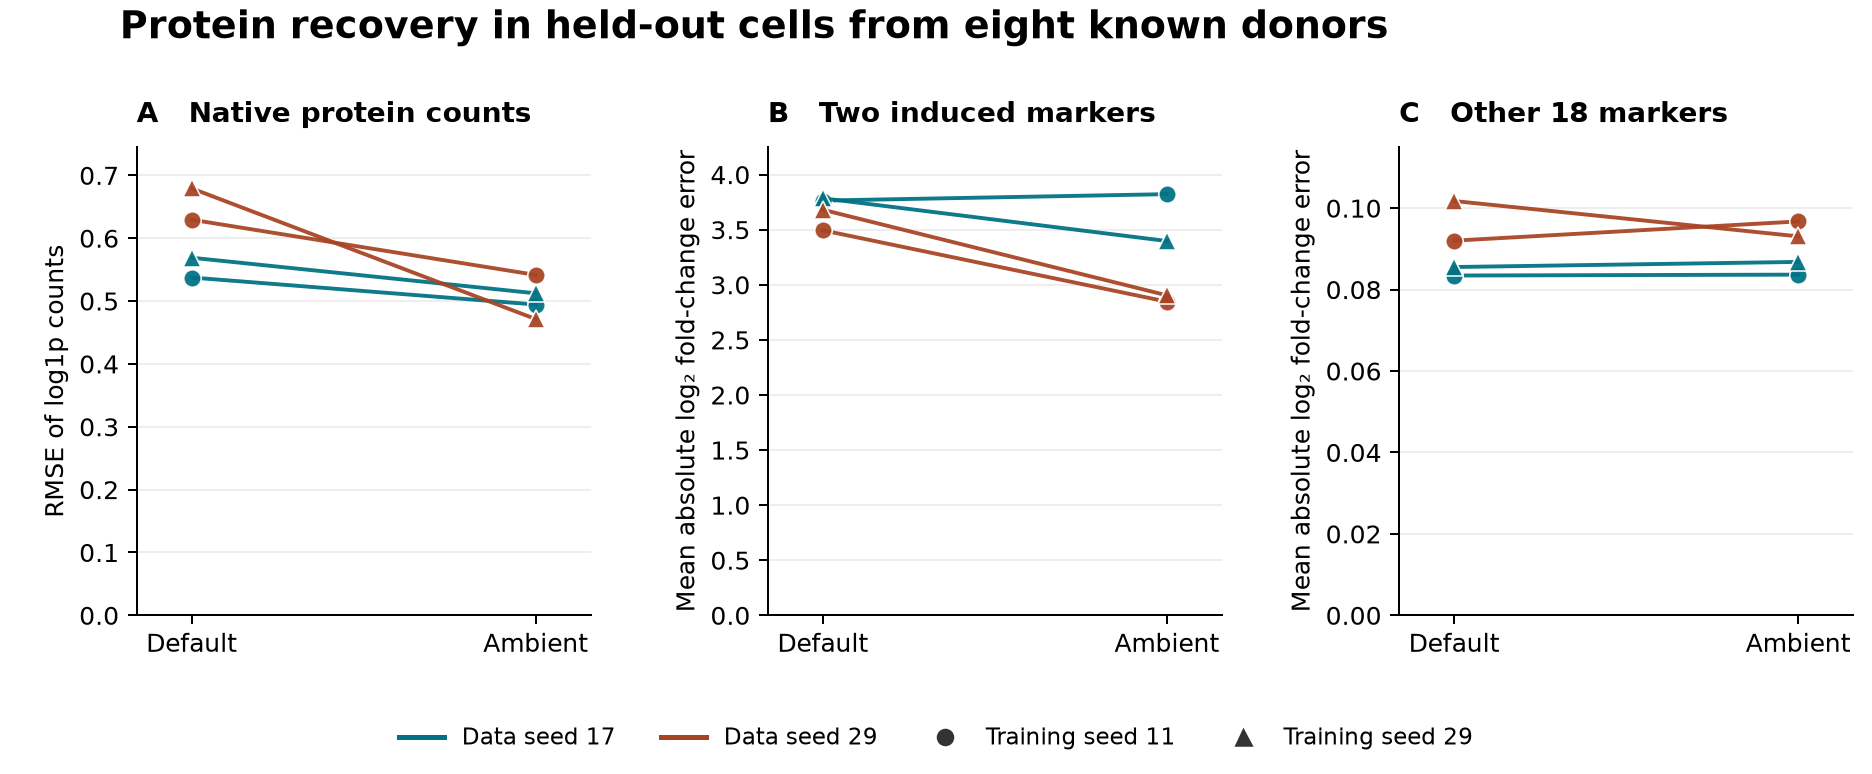 Protein recovery in held-out cells from eight known donors
A Native protein counts
RMSE of log1p counts
0.7
0.6
0.5
0.4
0.3
0.2
0.1
0.0
Default Ambient
B Two induced markers
Mean absolute log₂ fold-change error
4.0
3.5
3.0
2.5
2.0
1.5
1.0
0.5
0.0
Default Ambient
C Other 18 markers
Mean absolute log₂ fold-change error
0.10
0.08
0.06
0.04
0.02
0.00
Default Ambient
Data seed 17 Data seed 29 Training seed 11 Training seed 29